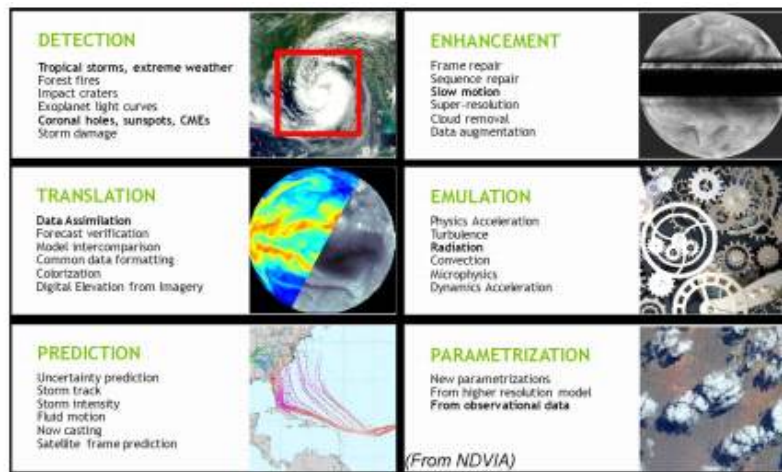 DETECTION
Tropical storms, extreme weather
Forest fires
Impact craters
Exoplanet light curves
Coronal holes, sunspots, CMEs
Storm damage
ENHANCEMENT
Frame repair
Sequence repair
Slow motion
Super-resolution
Cloud removal
Data augmentation
TRANSLATION
Data Assimilation
Forecast verification
Model intercomparison
Common data formatting
Colorization
Digital Elevation from Imagery
EMULATION
Physics Acceleration
Turbulence
Radiation
Convection
Microphysics
Dynamics Acceleration
PREDICTION
Uncertainty prediction
Storm track
Storm intensity
Fluid motion
Now casting
Satellite frame prediction
PARAMETRIZATION
New parametrizations
From higher resolution model
From observational data
(From NDVIA)